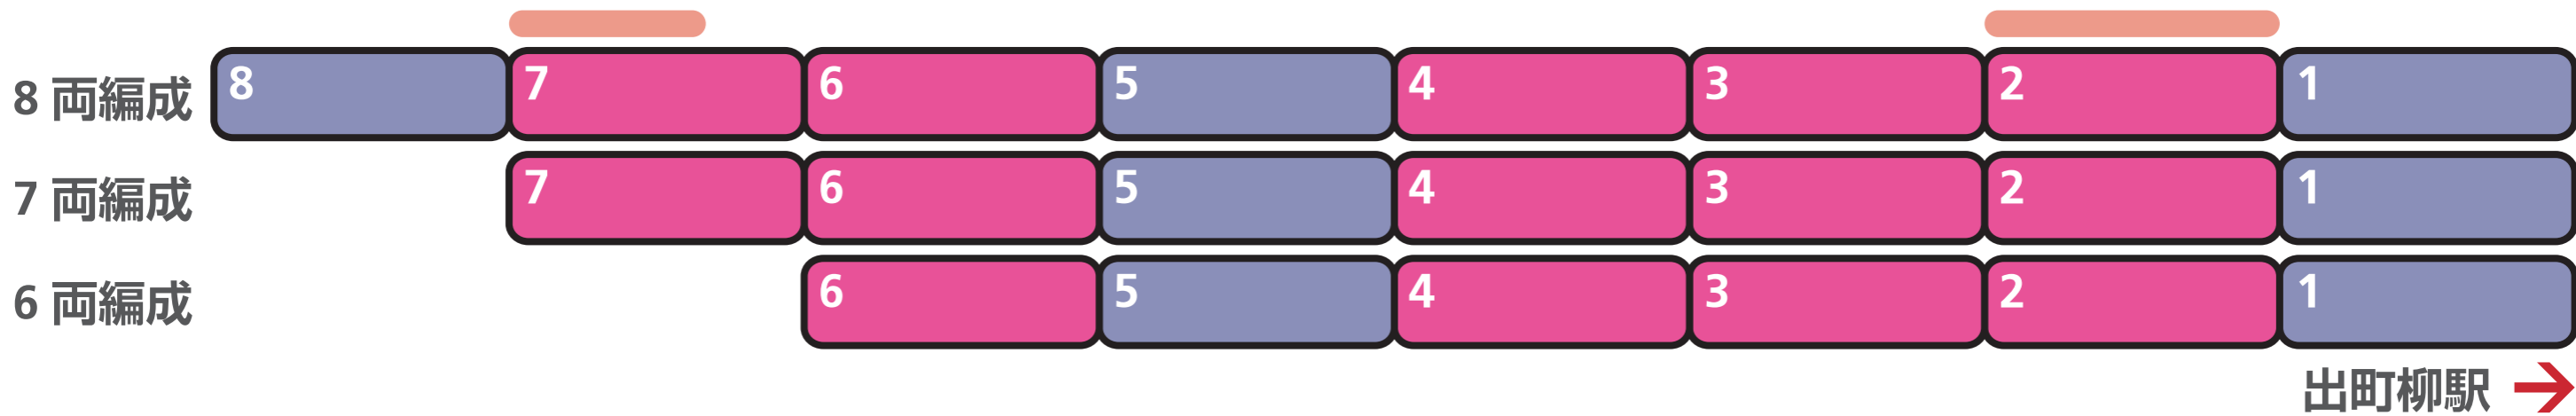 8 両編成 8 7 6 5 4 3 2 1
7 両編成 7 6 5 4 3 2 1
6 両編成 6 5 4 3 2 1
出町柳駅 →